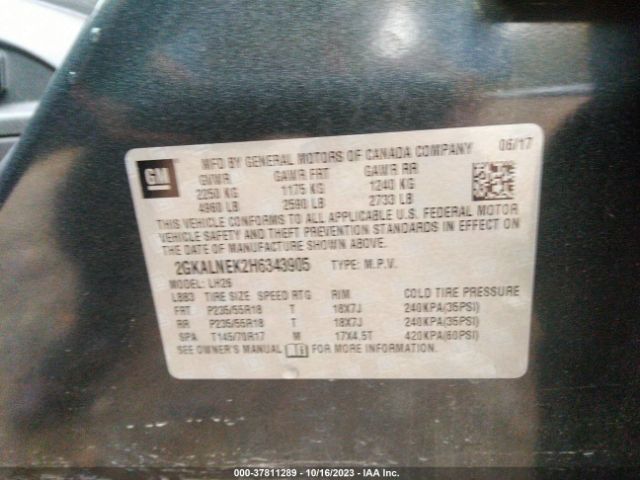 GM
MFD BY GENERAL MOTORS OF CANADA COMPANY 06/17
GVWR GAWR FRT GAWR RR
2250 KG 1175 KG 1240 KG
4960 LB 2590 LB 2733 LB
THIS VEHICLE CONFORMS TO ALL APPLICABLE U.S. FEDERAL MOTOR
VEHICLE SAFETY AND THEFT PREVENTION STANDARDS IN EFFECT ON
THE DATE OF MANUFACTURE SHOWN ABOVE.
2GKALNEK2H6343905 TYPE: M.P.V.
MODEL: LH26
LBB3 TIRE SIZE SPEED RTG RIM COLD TIRE PRESSURE
FRT P235/55R18 T 18X7J 240KPA(35PSI)
RR P235/55R18 T 18X7J 240KPA(35PSI)
SPA T145/70R17 M 17X4.5T 420KPA(60PSI)
SEE OWNER'S MANUAL FOR MORE INFORMATION.
000-37811289 - 10/16/2023 - IAA Inc.